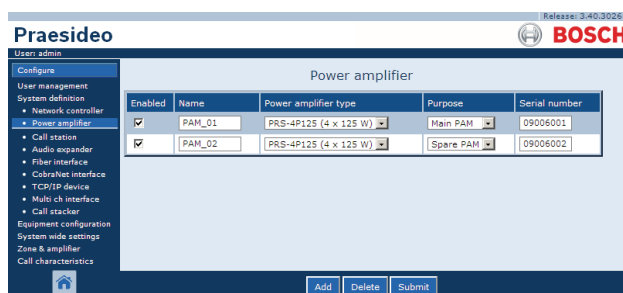 Release: 3.40.3026
Praesideo
BOSCH
User: admin
Configure
User management
System definition
• Network controller
• Power amplifier
• Call station
• Audio expander
• Fiber interface
• CobraNet interface
• TCP/IP device
• Multi ch interface
• Call stacker
Equipment configuration
System wide settings
Zone & amplifier
Call characteristics
Power amplifier
Enabled Name Power amplifier type Purpose Serial number
PAM_01 PRS-4P125 (4 x 125 W) Main PAM 09006001
PAM_02 PRS-4P125 (4 x 125 W) Spare PAM 09006002
Add Delete Submit